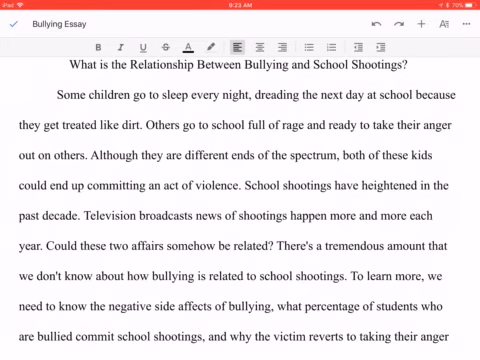 iPad
9:23 AM
70%
Bullying Essay
B I U S A
What is the Relationship Between Bullying and School Shootings?
Some children go to sleep every night, dreading the next day at school because
they get treated like dirt. Others go to school full of rage and ready to take their anger
out on others. Although they are different ends of the spectrum, both of these kids
could end up committing an act of violence. School shootings have heightened in the
past decade. Television broadcasts news of shootings happen more and more each
year. Could these two affairs somehow be related? There's a tremendous amount that
we don't know about how bullying is related to school shootings. To learn more, we
need to know the negative side affects of bullying, what percentage of students who
are bullied commit school shootings, and why the victim reverts to taking their anger